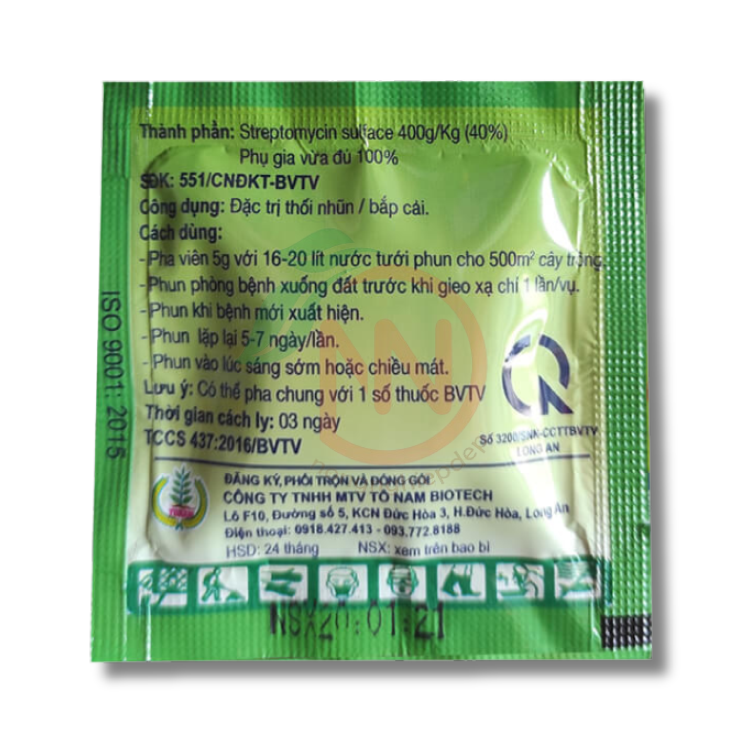 Thành phần: Streptomycin sulface 400g/Kg (40%)
Phụ gia vừa đủ 100%
SĐK: 551/CNĐKT-BVTV
Công dụng: Đặc trị thối nhũn / bắp cải.
Cách dùng:
-Pha viên 5g với 16-20 lít nước tưới phun cho 500m² cây trồng.
-Phun phòng bệnh xuống đất trước khi gieo xạ chỉ 1 lần/vụ.
-Phun khi bệnh mới xuất hiện.
-Phun lặp lại 5-7 ngày/lần.
-Phun vào lúc sáng sớm hoặc chiều mát.
Lưu ý: Có thể pha chung với 1 số thuốc BVTV
Thời gian cách ly: 03 ngày
TCCS 437:2016/BVTV
ISO 9001: 2015
Số 3200/SNN-CCTTBVTV
LONG AN
ĐĂNG KÝ, PHỐI TRỘN VÀ ĐÓNG GÓI:
CÔNG TY TNHH MTV TÔ NAM BIOTECH
Lô F10, Đường số 5, KCN Đức Hòa 3, H.Đức Hòa, Long An
Điện thoại: 0918.427.413 - 093.772.8188
HSD: 24 tháng NSX: xem trên bao bì
NSX20:01:21